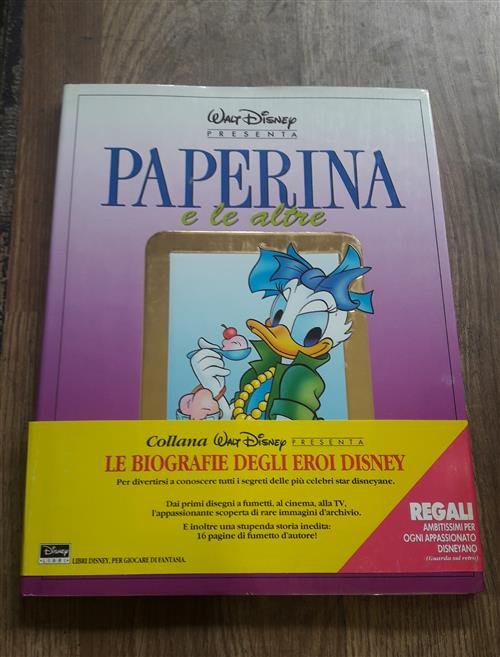 Walt Disney
PRESENTA
PAPERINA
e le altre
Collana Walt Disney PRESENTA
LE BIOGRAFIE DEGLI EROI DISNEY
Per divertirsi a conoscere tutti i segreti delle più celebri star disneyane.
Dai primi disegni a fumetti, al cinema, alla TV,
l'appassionante scoperta di rare immagini d'archivio.
E inoltre una stupenda storia inedita:
16 pagine di fumetto d'autore!
REGALI
AMBITISSIMI PER
OGNI APPASSIONATO
DISNEYANO
(Guarda sul retro)
Disney
LIBRI
LIBRI DISNEY, PER GIOCARE DI FANTASIA.